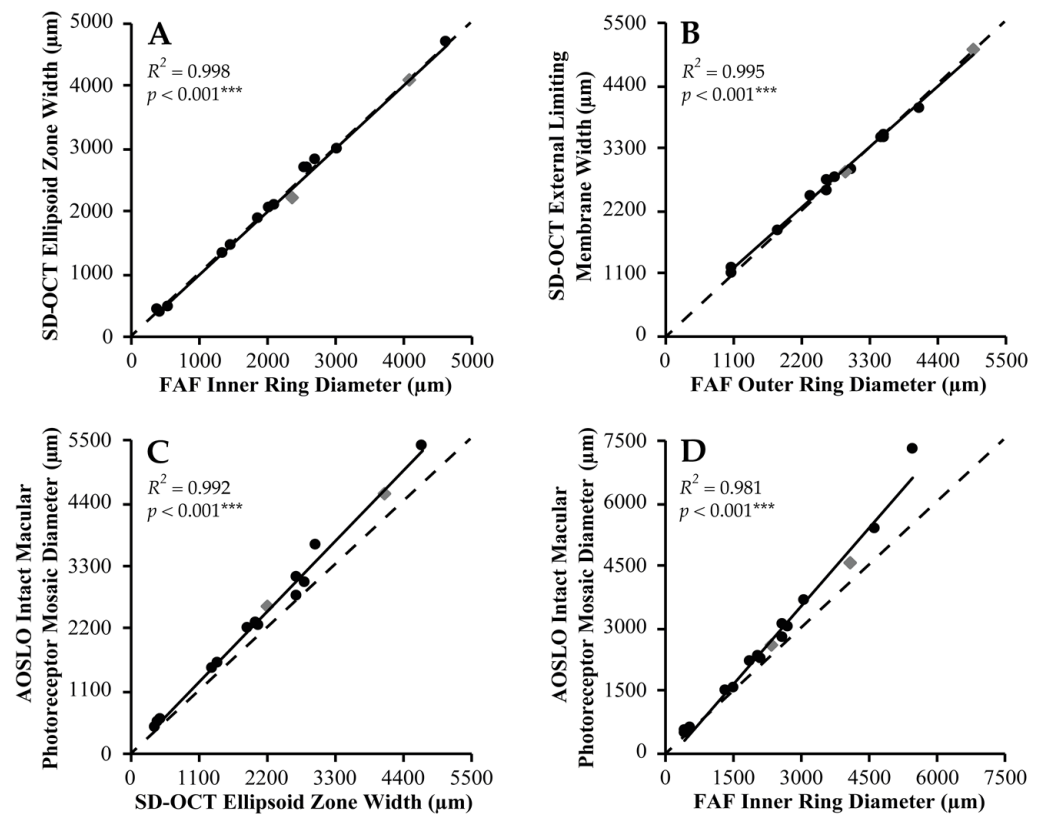 A
R² = 0.998
p < 0.001***
SD-OCT Ellipsoid Zone Width (µm)
5000
4000
3000
2000
1000
0
0 1000 2000 3000 4000 5000
FAF Inner Ring Diameter (µm)
B
R² = 0.995
p < 0.001***
SD-OCT External Limiting
Membrane Width (µm)
5500
4400
3300
2200
1100
0
0 1100 2200 3300 4400 5500
FAF Outer Ring Diameter (µm)
C
R² = 0.992
p < 0.001***
AOSLO Intact Macular
Photoreceptor Mosaic Diameter (µm)
5500
4400
3300
2200
1100
0
0 1100 2200 3300 4400 5500
SD-OCT Ellipsoid Zone Width (µm)
D
R² = 0.981
p < 0.001***
AOSLO Intact Macular
Photoreceptor Mosaic Diameter (µm)
7500
6000
4500
3000
1500
0
0 1500 3000 4500 6000 7500
FAF Inner Ring Diameter (µm)